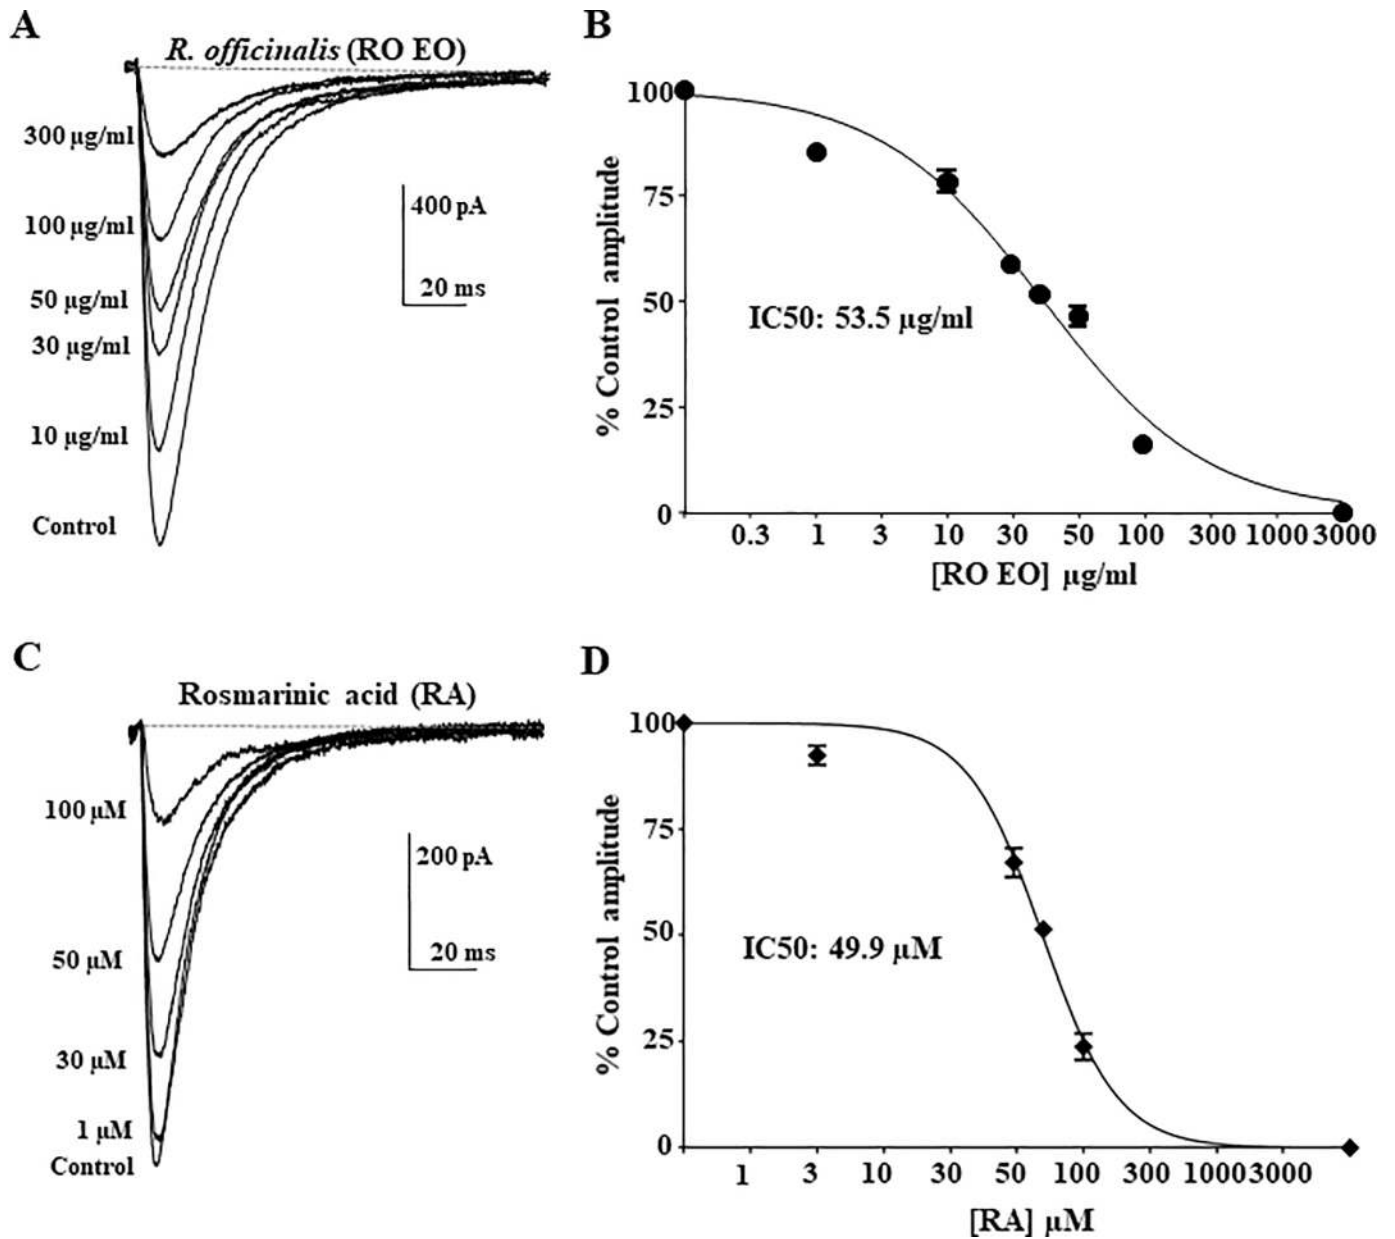 A
R. officinalis (RO EO)
300 µg/ml
100 µg/ml
50 µg/ml
30 µg/ml
10 µg/ml
Control
400 pA
20 ms
B
% Control amplitude
100
75
50
25
0
IC50: 53.5 µg/ml
0.3 1 3 10 30 50 100 300 1000 3000
[RO EO] µg/ml
C
Rosmarinic acid (RA)
100 µM
50 µM
30 µM
1 µM
Control
200 pA
20 ms
D
% Control amplitude
100
75
50
25
0
IC50: 49.9 µM
1 3 10 30 50 100 300 1000 3000
[RA] µM